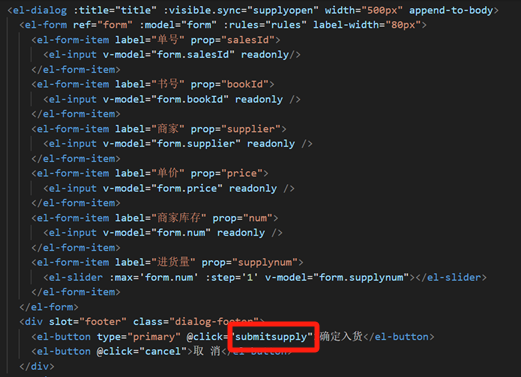 <el-dialog :title="title" :visible.sync="supplyopen" width="500px" append-to-body>
<el-form ref="form" :model="form" :rules="rules" label-width="80px">
<el-form-item label="单号" prop="salesId">
<el-input v-model="form.salesId" readonly/>
</el-form-item>
<el-form-item label="书号" prop="bookId">
<el-input v-model="form.bookId" readonly />
</el-form-item>
<el-form-item label="商家" prop="supplier">
<el-input v-model="form.supplier" readonly />
</el-form-item>
<el-form-item label="单价" prop="price">
<el-input v-model="form.price" readonly />
</el-form-item>
<el-form-item label="商家库存" prop="num">
<el-input v-model="form.num" readonly />
</el-form-item>
<el-form-item label="进货量" prop="supplynum">
<el-slider :max='form.num' :step='1' v-model="form.supplynum"></el-slider>
</el-form-item>
</el-form>
<div slot="footer" class="dialog-footer">
<el-button type="primary" @click="submitsupply" 确定入货</el-button>
<el-button @click="cancel">取 消</el-button>
</div>